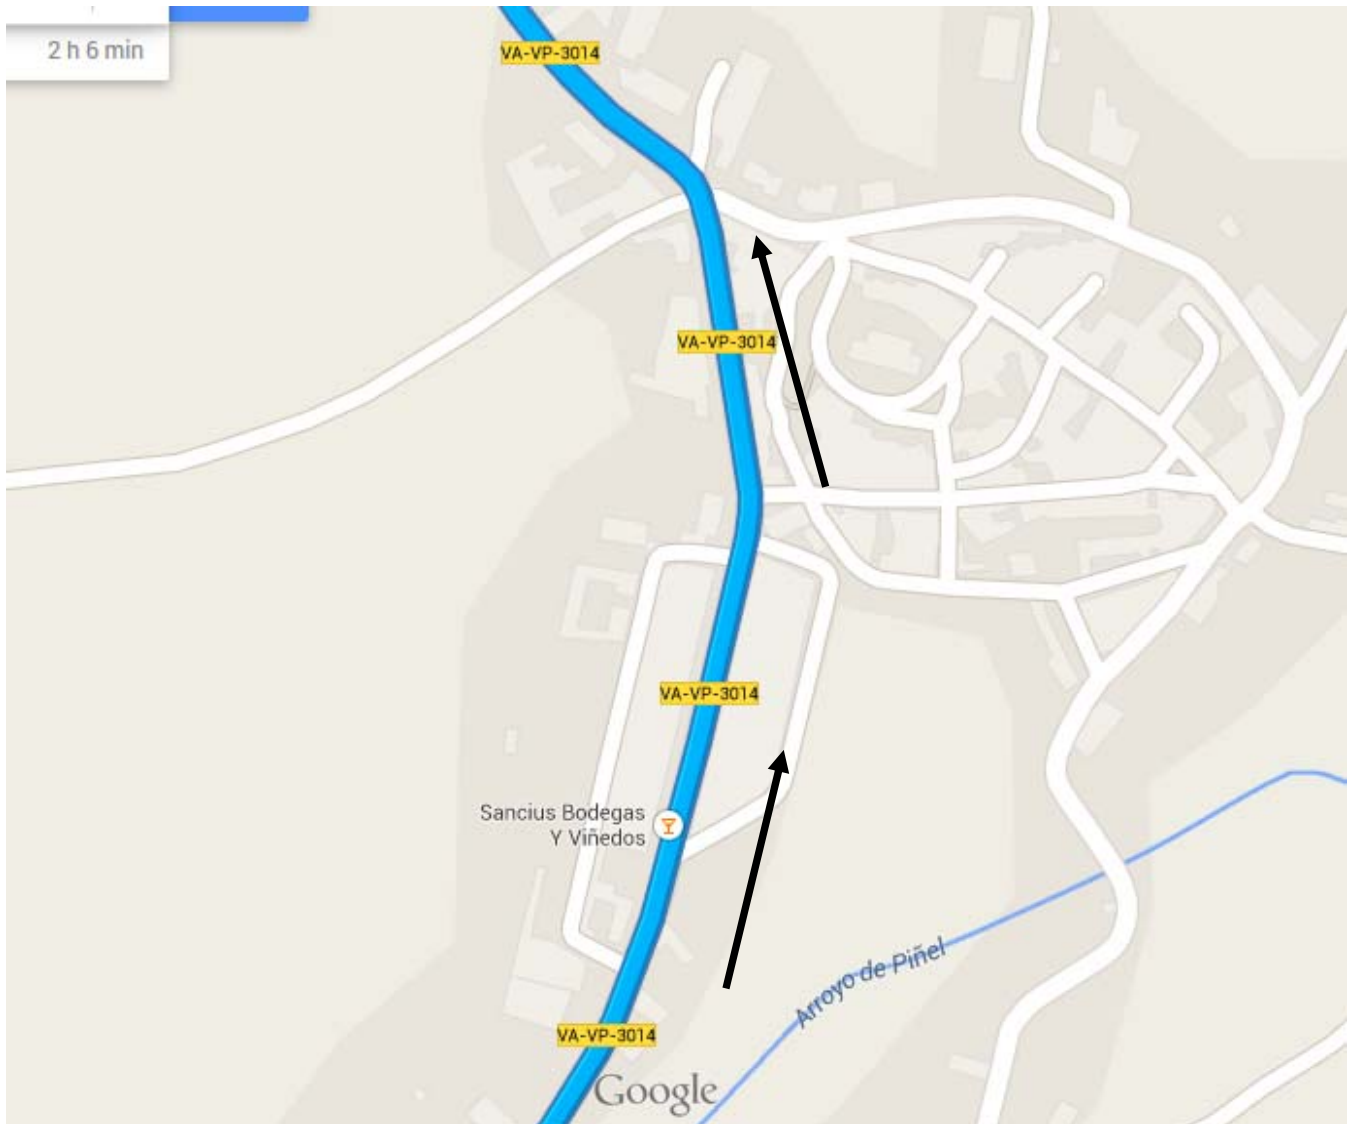 2 h 6 min
VA-VP-3014
VA-VP-3014
VA-VP-3014
Sancius Bodegas
Y Viñedos
Arroyo de Piñel
VA-VP-3014
Google